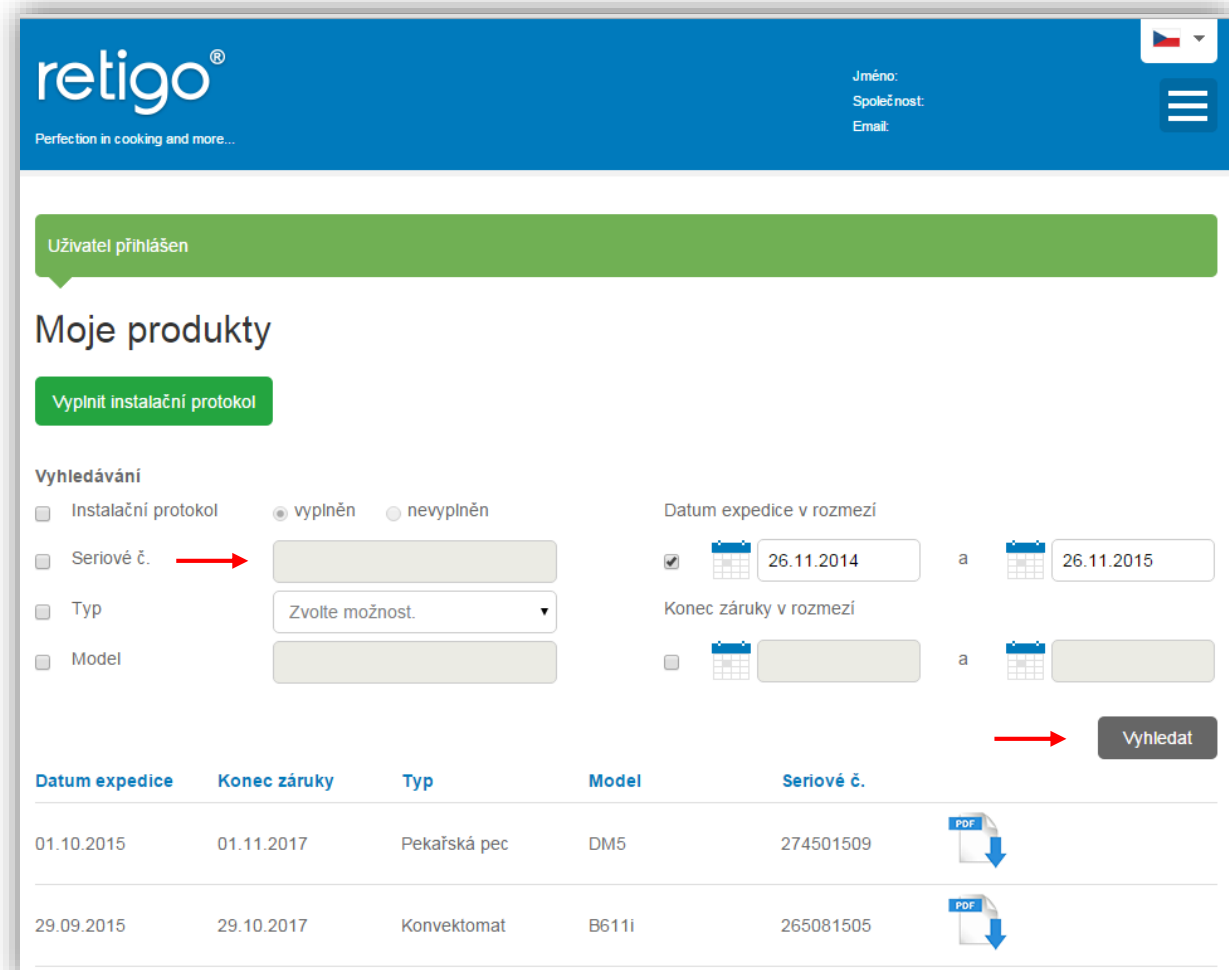 retigo®
Perfection in cooking and more...
Jméno:
Společnost:
Email:
Uživatel přihlášen
Moje produkty
Vyplnit instalační protokol
Vyhledávání
Instalační protokol vyplněn nevyplněn
Datum expedice v rozmezí
Seriové č.
26.11.2014 a 26.11.2015
Typ Zvolte možnost.
Konec záruky v rozmezí
Model
a
Vyhledat
Datum expedice Konec záruky Typ Model Seriové č.
01.10.2015 01.11.2017 Pekařská pec DM5 274501509 PDF
29.09.2015 29.10.2017 Konvektomat B611i 265081505 PDF